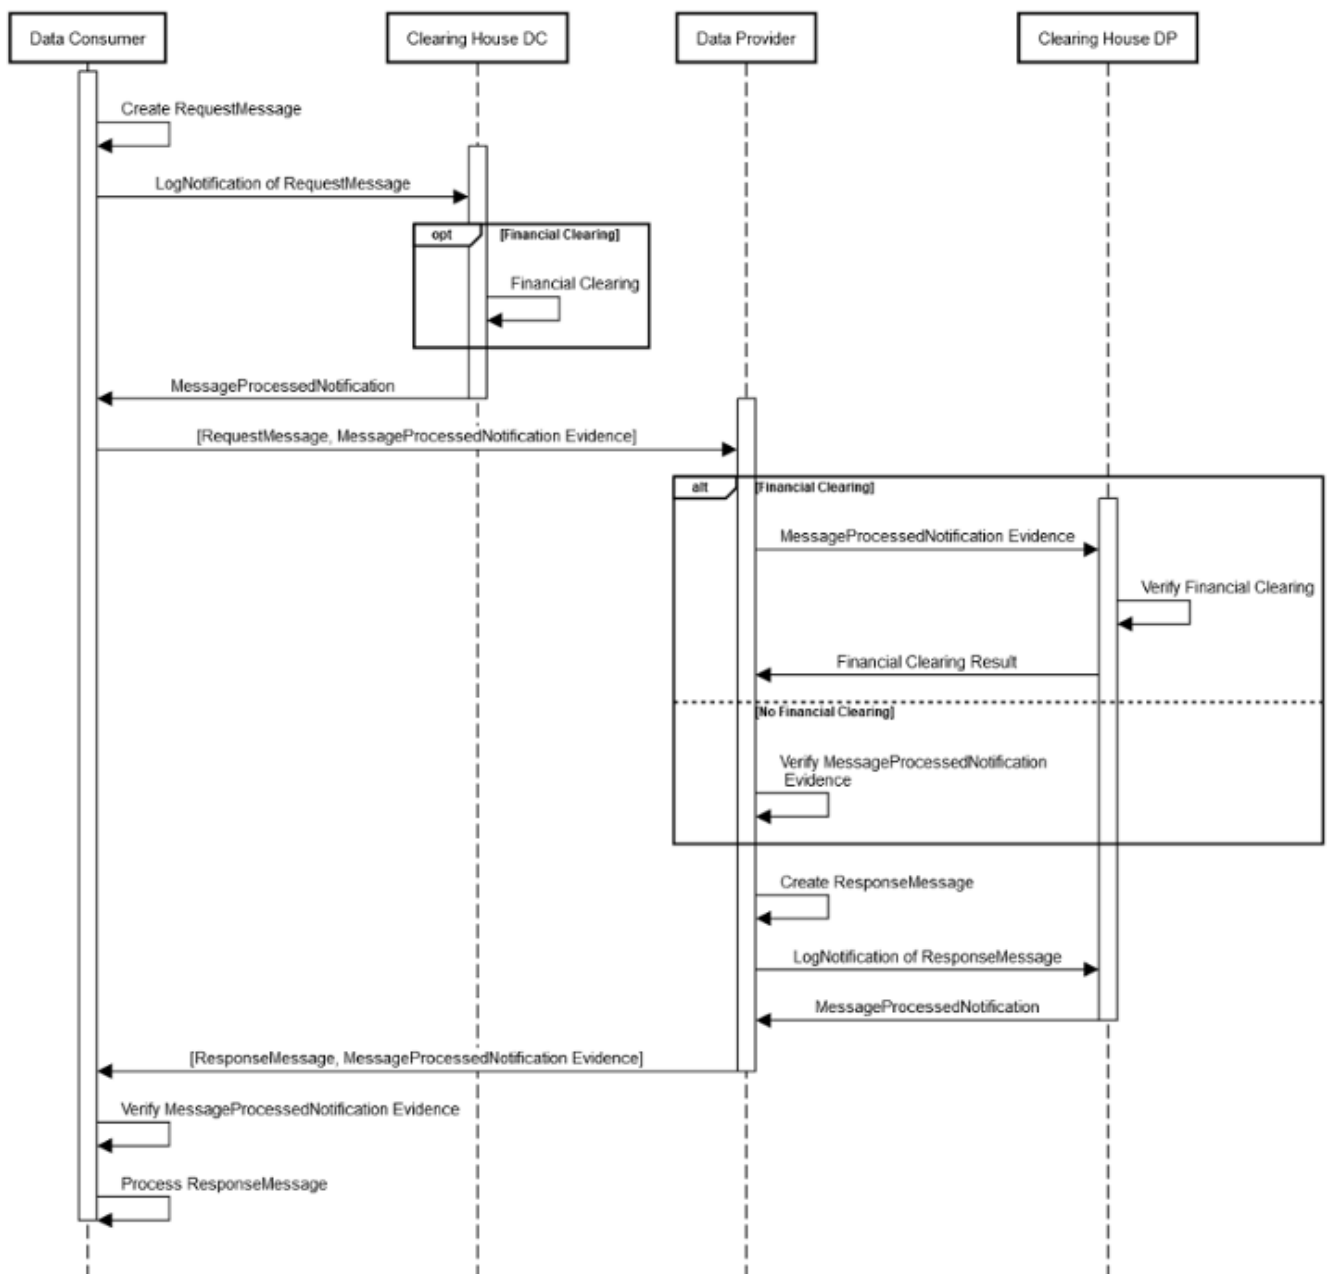 Data Consumer
Clearing House DC
Data Provider
Clearing House DP
Create RequestMessage
LogNotification of RequestMessage
opt
[Financial Clearing]
Financial Clearing
MessageProcessedNotification
[RequestMessage, MessageProcessedNotification Evidence]
alt
[Financial Clearing]
MessageProcessedNotification Evidence
Verify Financial Clearing
Financial Clearing Result
[No Financial Clearing]
Verify MessageProcessedNotification
Evidence
Create ResponseMessage
LogNotification of ResponseMessage
MessageProcessedNotification
[ResponseMessage, MessageProcessedNotification Evidence]
Verify MessageProcessedNotification Evidence
Process ResponseMessage